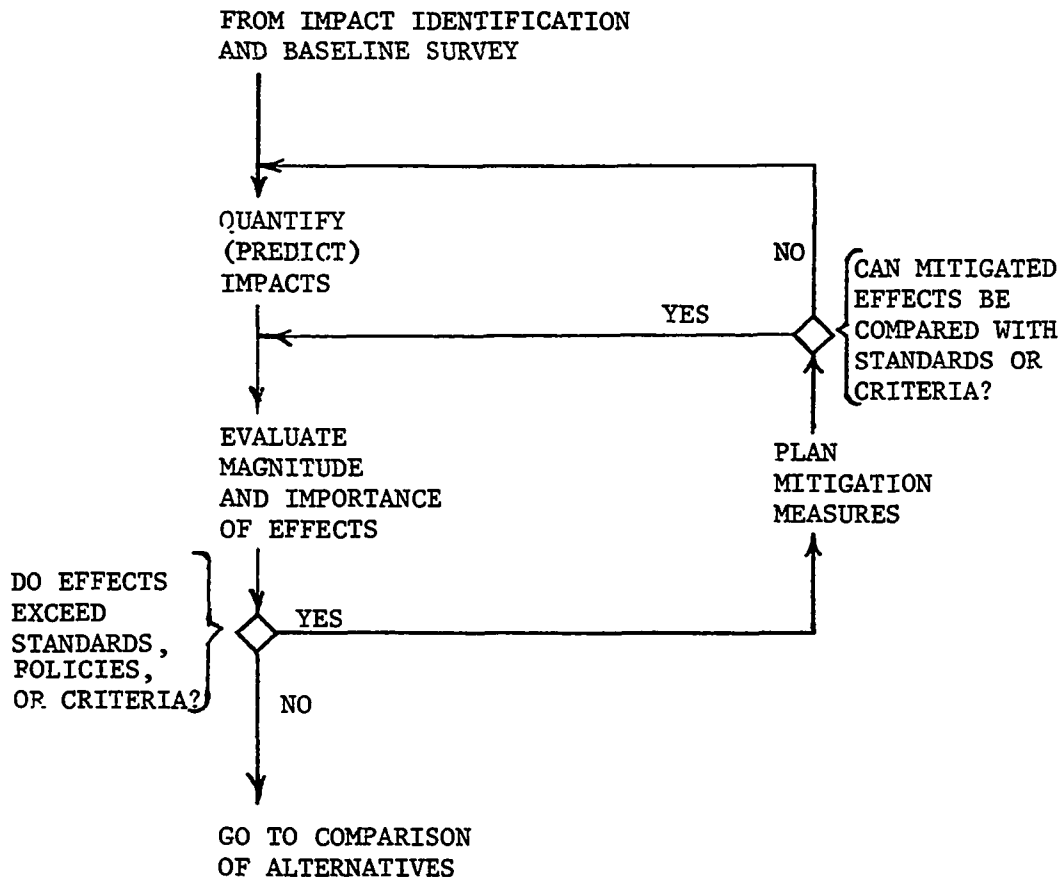 FROM IMPACT IDENTIFICATION
AND BASELINE SURVEY
QUANTIFY
(PREDICT)
IMPACTS
NO
CAN MITIGATED
EFFECTS BE
COMPARED WITH
STANDARDS OR
CRITERIA?
YES
EVALUATE
MAGNITUDE
AND IMPORTANCE
OF EFFECTS
PLAN
MITIGATION
MEASURES
DO EFFECTS
EXCEED
STANDARDS,
POLICIES,
OR CRITERIA?
YES
NO
GO TO COMPARISON
OF ALTERNATIVES